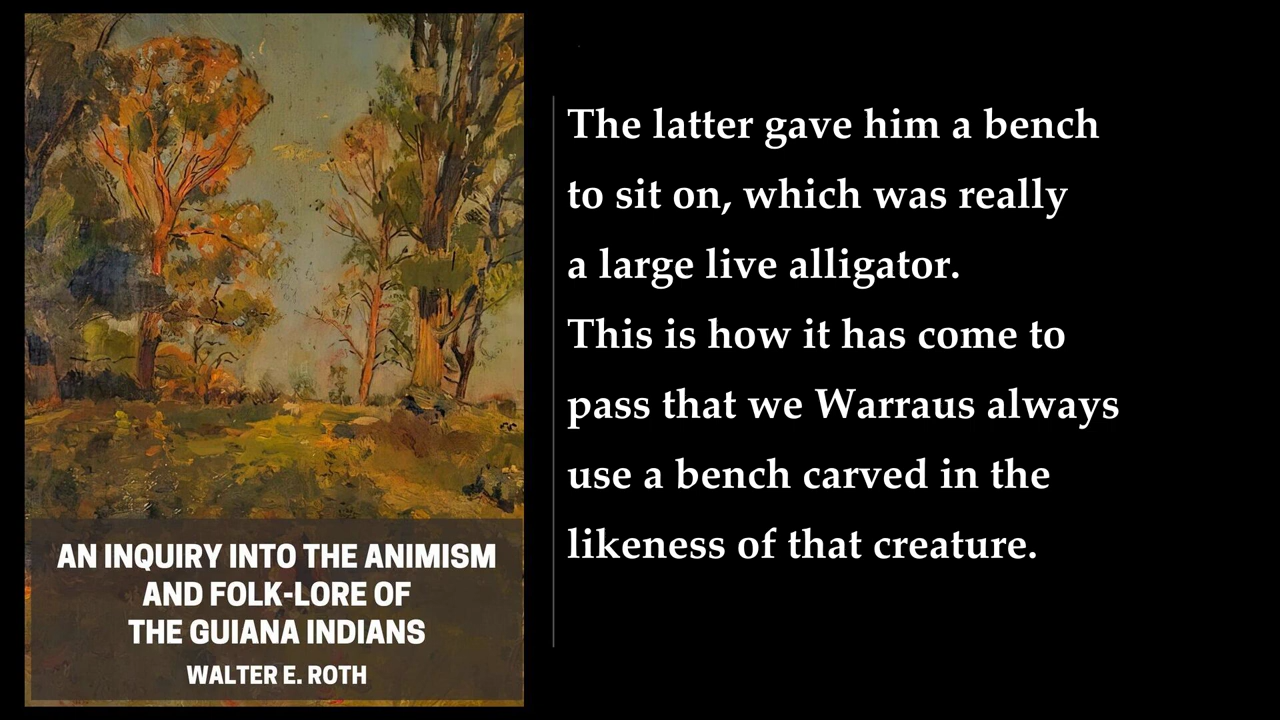 The latter gave him a bench
to sit on, which was really
a large live alligator.
This is how it has come to
pass that we Warraus always
use a bench carved in the
likeness of that creature.
AN INQUIRY INTO THE ANIMISM
AND FOLK-LORE OF
THE GUIANA INDIANS
WALTER E. ROTH